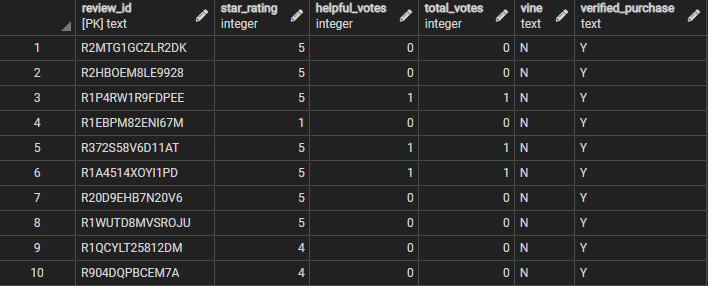 review_id star_rating helpful_votes total_votes vine verified_purchase
[PK] text integer integer integer text text
1 R2MTG1GCZLR2DK 5 0 0 N Y
2 R2HBOEM8LE9928 5 0 0 N Y
3 R1P4RW1R9FDPEE 5 1 1 N Y
4 R1EBPM82ENI67M 1 0 0 N Y
5 R372S58V6D11AT 5 1 1 N Y
6 R1A4514XOYI1PD 5 1 1 N Y
7 R20D9EHB7N20V6 5 0 0 N Y
8 R1WUTD8MVSROJU 5 0 0 N Y
9 R1QCYLT25812DM 4 0 0 N Y
10 R904DQPBCEM7A 4 0 0 N Y